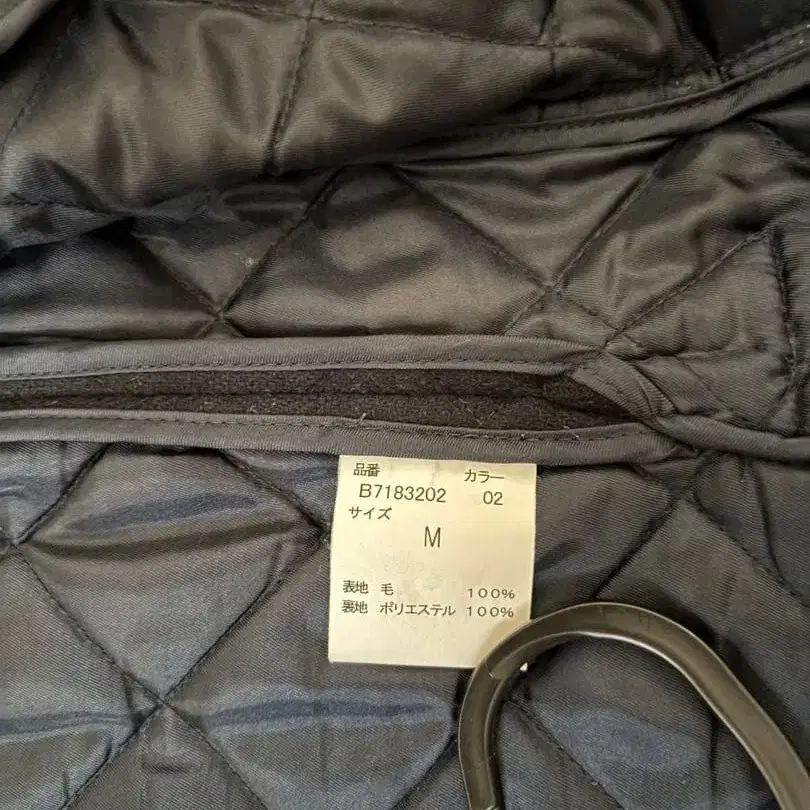 品番 カラー
B7183202 02
サイズ
M
表地 毛 100%
裏地 ポリエステル 100%